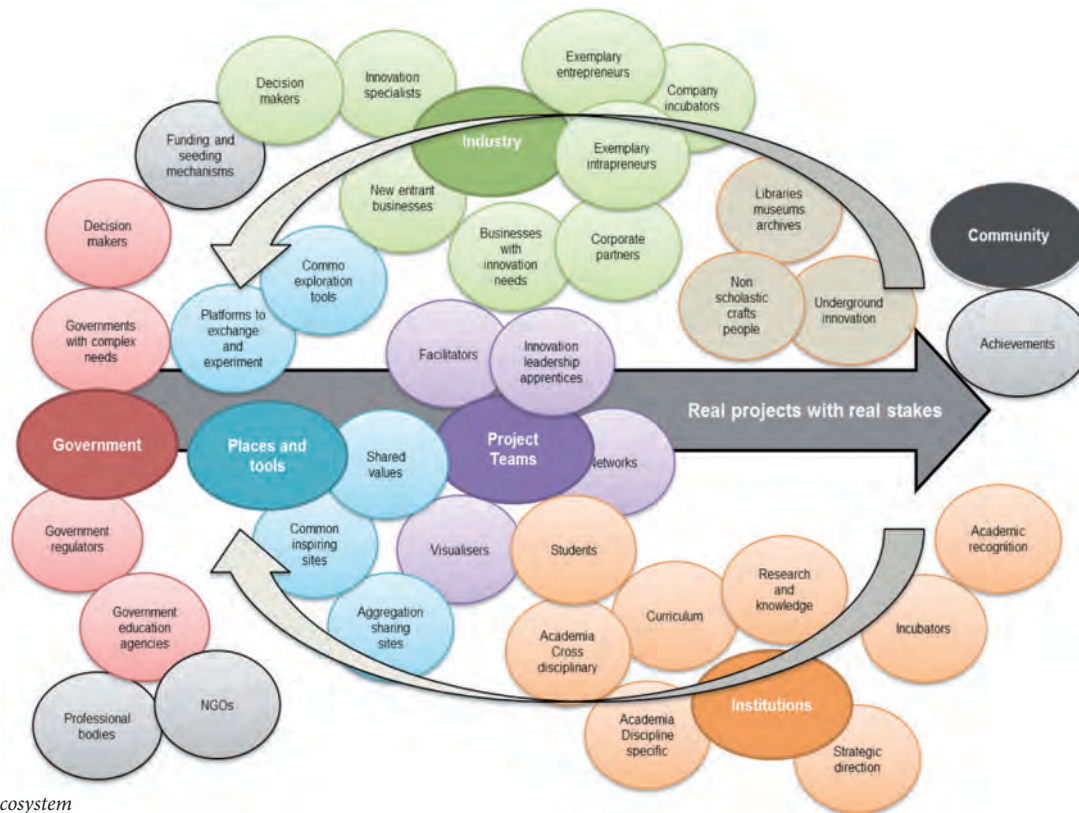 Exemplary
entrepreneurs
Decision
makers
Innovation
specialists
Company
incubators
Funding and
seeding
mechanisms
Industry
Exemplary
intrapreneurs
New entrant
businesses
Libraries
museums
archives
Decision
makers
Businesses
with
innovation
needs
Corporate
partners
Community
Commo
exploration
tools
Non
scholastic
crafts
people
Underground
innovation
Governments
with complex
needs
Platforms to
exchange
and
experiment
Facilitators
Innovation
leadership
apprentices
Achievements
Real projects with real stakes
Government
Places and
tools
Shared
values
Project
Teams
Networks
Government
regulators
Common
inspiring
sites
Visualisers
Students
Academic
recognition
Research
and
knowledge
Curriculum
Government
education
agencies
Aggregation
sharing
sites
Academia
Cross
disciplinary
Incubators
Professional
bodies
NGOs
Institutions
Academia
Discipline
specific
Strategic
direction
cosystem